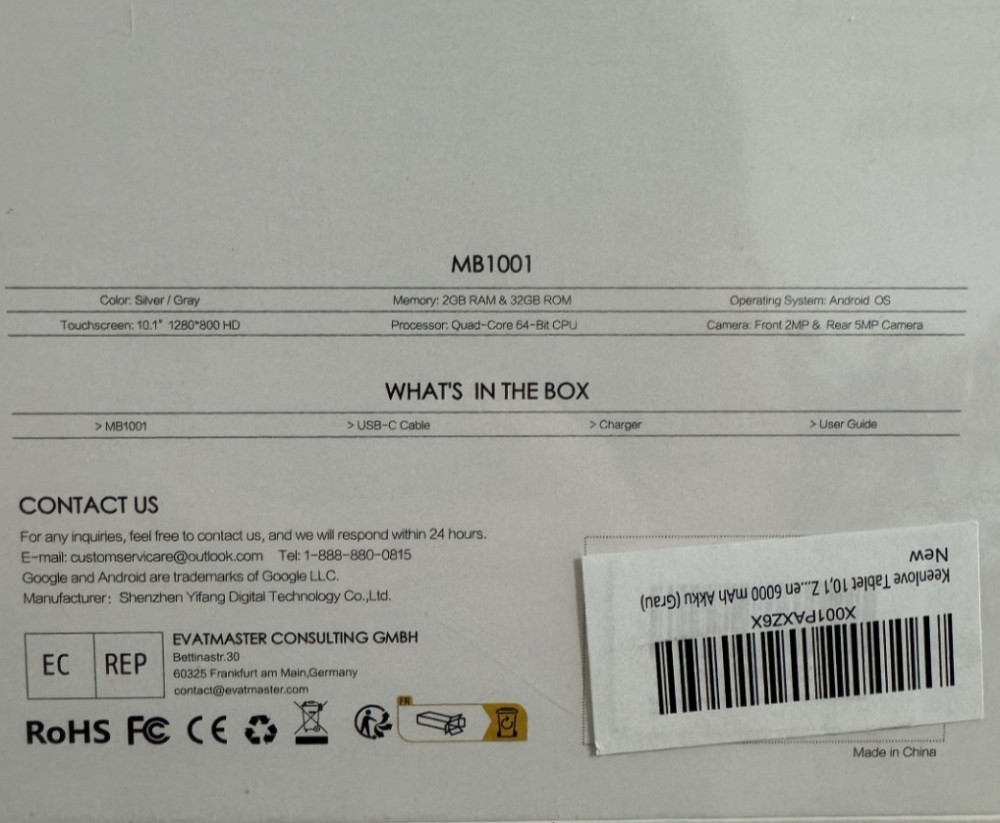 MB1001
Color: Silver / Gray Memory: 2GB RAM & 32GB ROM Operating System: Android OS
Touchscreen: 10.1" 1280*800 HD Processor: Quad-Core 64-Bit CPU Camera: Front 2MP & Rear 5MP Camera
WHAT'S IN THE BOX
> MB1001 > USB-C Cable > Charger > User Guide
CONTACT US
For any inquiries, feel free to contact us, and we will respond within 24 hours.
E-mail: customservicare@outlook.com Tel: 1-888-880-0815
Google and Android are trademarks of Google LLC.
Manufacturer: Shenzhen Yifang Digital Technology Co.,Ltd.
EC REP
EVATMASTER CONSULTING GMBH
Bettinastr.30
60325 Frankfurt am Main,Germany
contact@evatmaster.com
RoHS FC CE
FR
X001PAXZ6X
Keenlove Tablet 10,1 Z...en 6000 mAh Akku (Grau)
New
Made in China